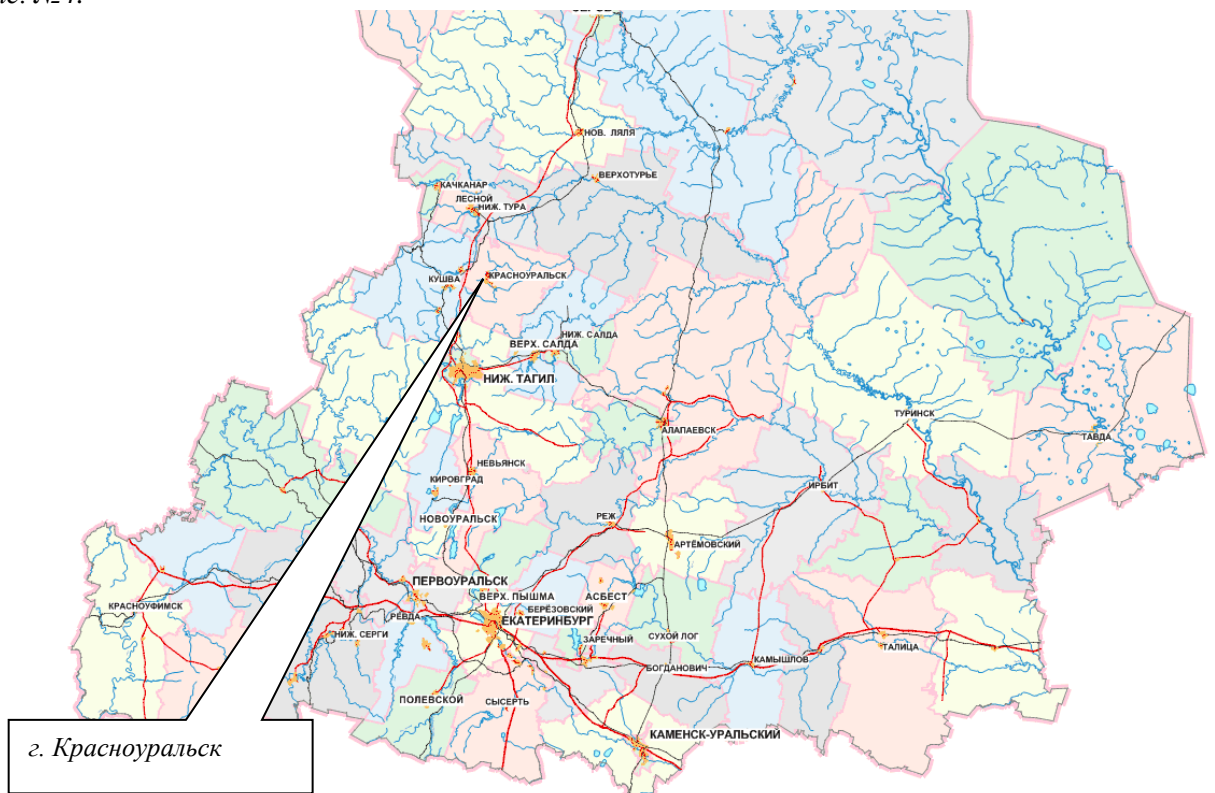 НОВ. ЛЯЛЯ
ВЕРХОТУРЬЕ
КАЧКАНАР
ЛЕСНОЙ
НИЖ. ТУРА
КУШВА
КРАСНОУРАЛЬСК
НИЖ. САЛДА
ВЕРХ. САЛДА
НИЖ. ТАГИЛ
ТУРИНСК
АЛАПАЕВСК
ТАВДА
НЕВЬЯНСК
КИРОВГРАД
ИРБИТ
НОВОУРАЛЬСК
РЕЖ
АРТЁМОВСКИЙ
ПЕРВОУРАЛЬСК
ВЕРХ. ПЫШМА
АСБЕСТ
КРАСНОУФИМСК
БЕРЁЗОВСКИЙ
РЕВДА
ЕКАТЕРИНБУРГ
НИЖ. СЕРГИ
ЗАРЕЧНЫЙ
СУХОЙ ЛОГ
ТАЛИЦА
КАМЫШЛОВ
БОГДАНОВИЧ
ПОЛЕВСКОЙ
СЫСЕРТЬ
КАМЕНСК-УРАЛЬСКИЙ
г. Красноуральск